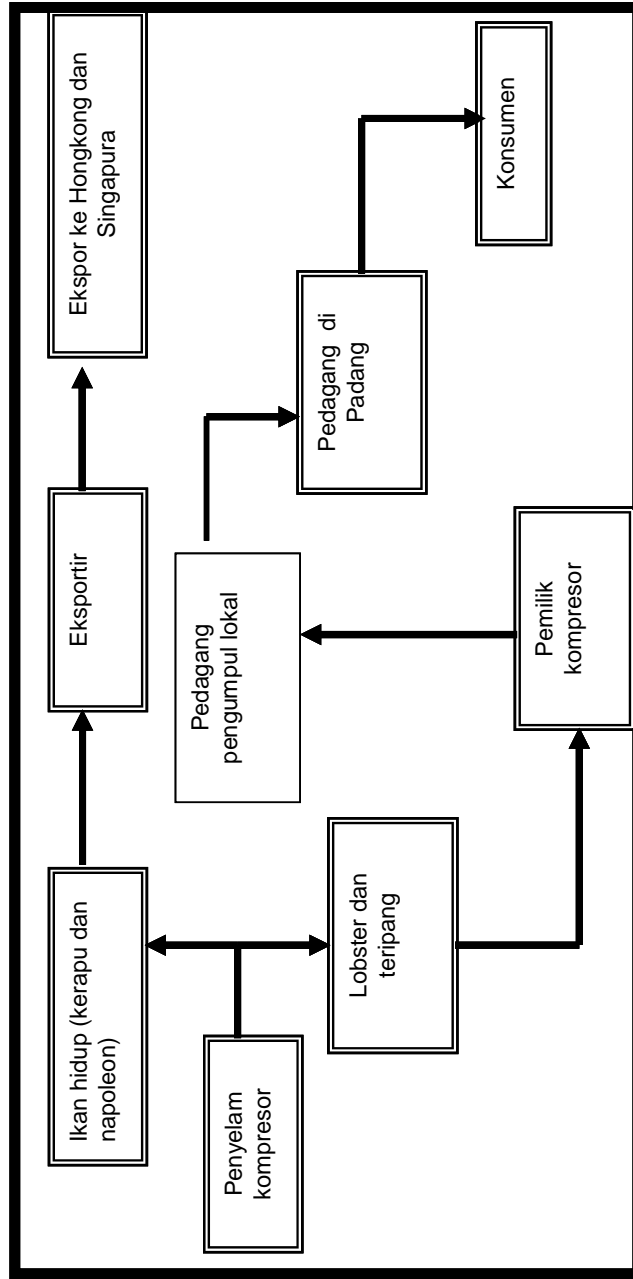 Ikan hidup (kerapu dan
napoleon)
Eksportir
Ekspor ke Hongkong dan
Singapura
Penyelam
kompresor
Pedagang
pengumpul lokal
Lobster dan
teripang
Pedagang di
Padang
Pemilik
kompresor
Konsumen